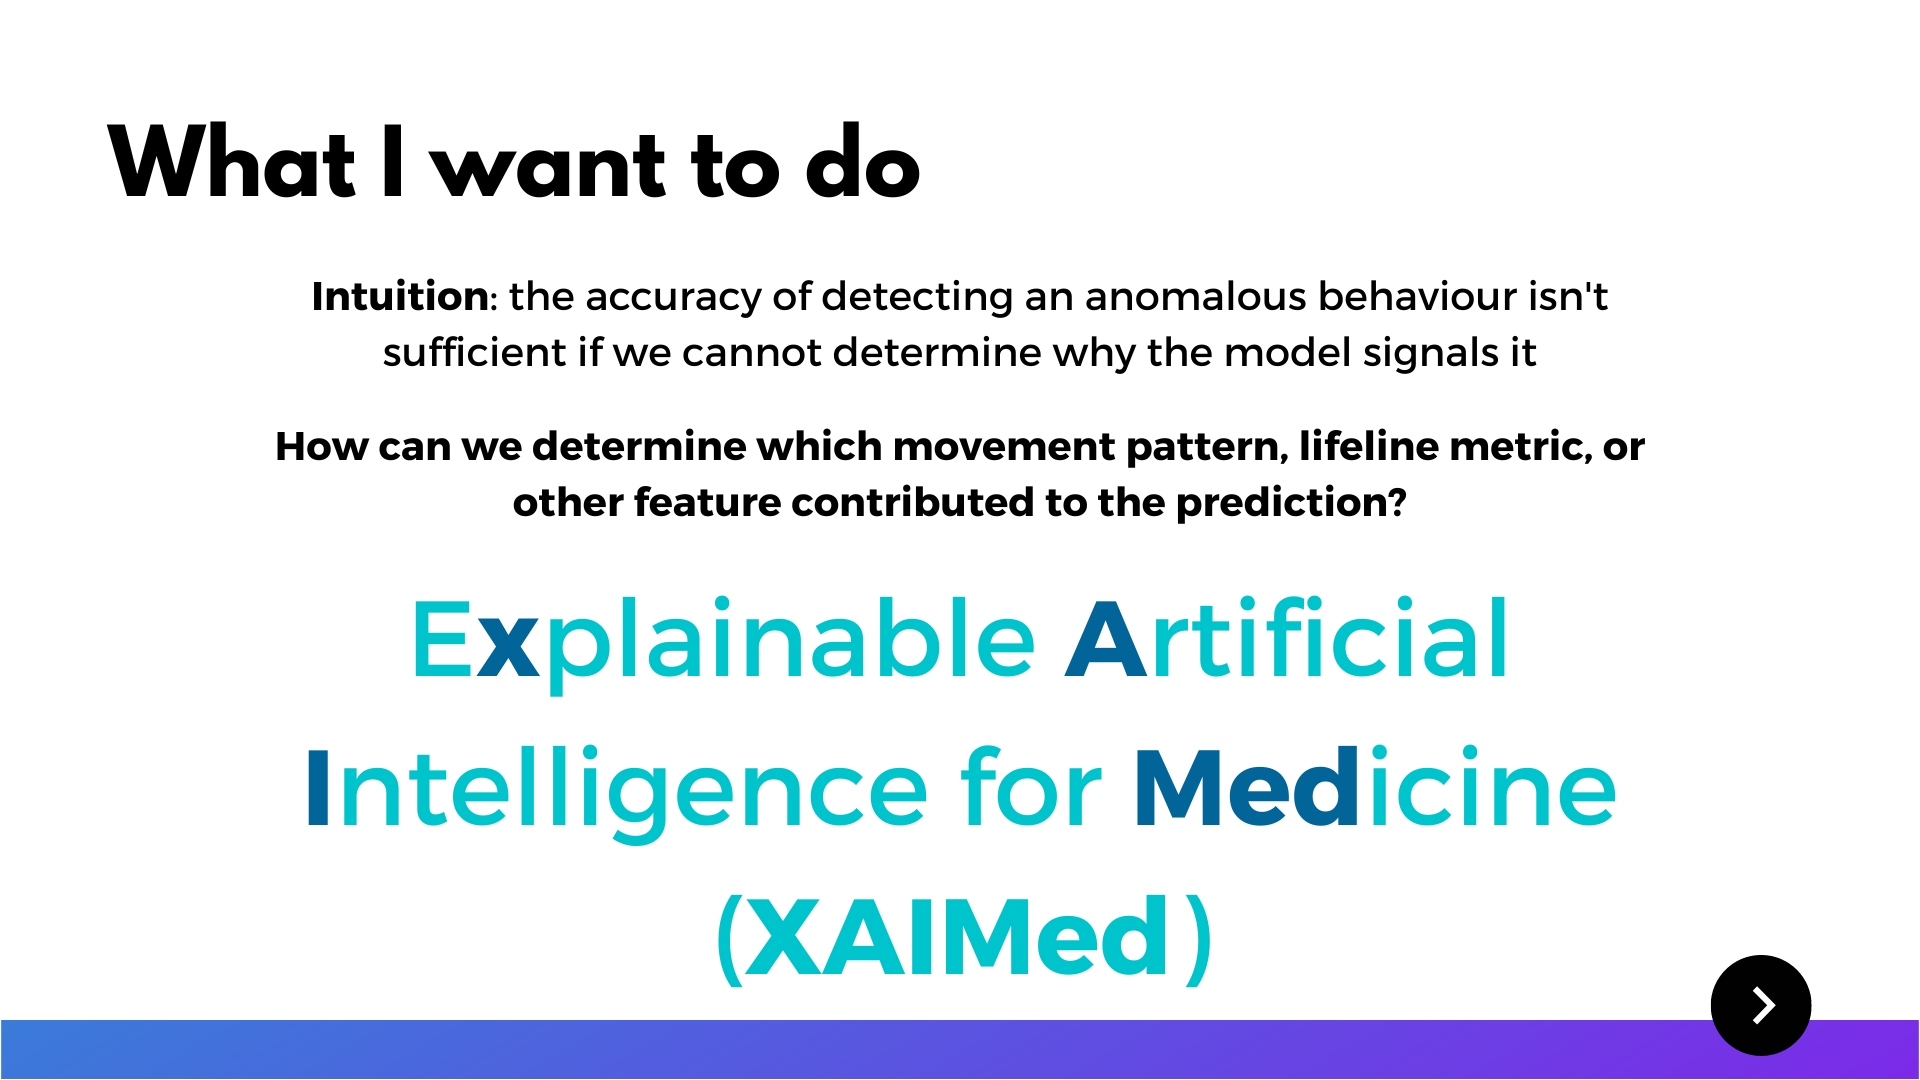 What I want to do
Intuition: the accuracy of detecting an anomalous behaviour isn't
sufficient if we cannot determine why the model signals it
How can we determine which movement pattern, lifeline metric, or
other feature contributed to the prediction?
Explainable Artificial
Intelligence for Medicine
(XAIMed)